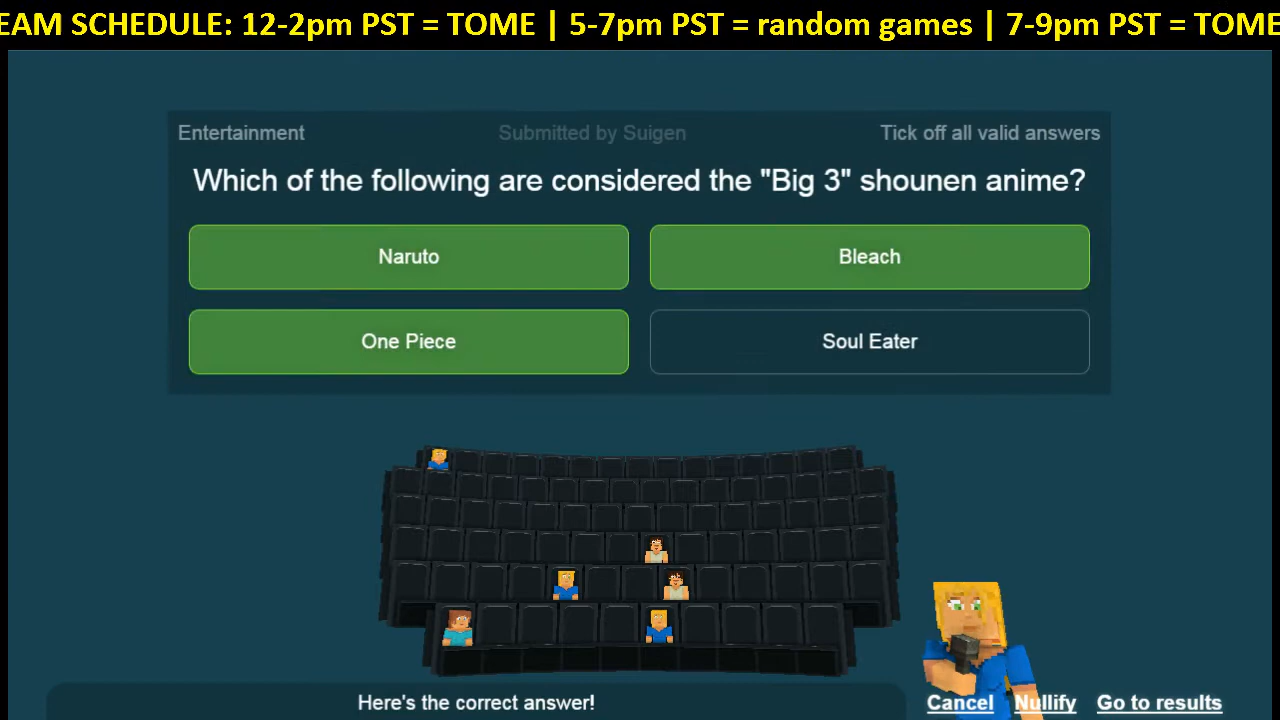 EAM SCHEDULE: 12-2pm PST = TOME | 5-7pm PST = random games | 7-9pm PST = TOME
Entertainment Submitted by Suigen Tick off all valid answers
Which of the following are considered the "Big 3" shounen anime?
Naruto Bleach
One Piece Soul Eater
Here's the correct answer! Cancel Nullify Go to results